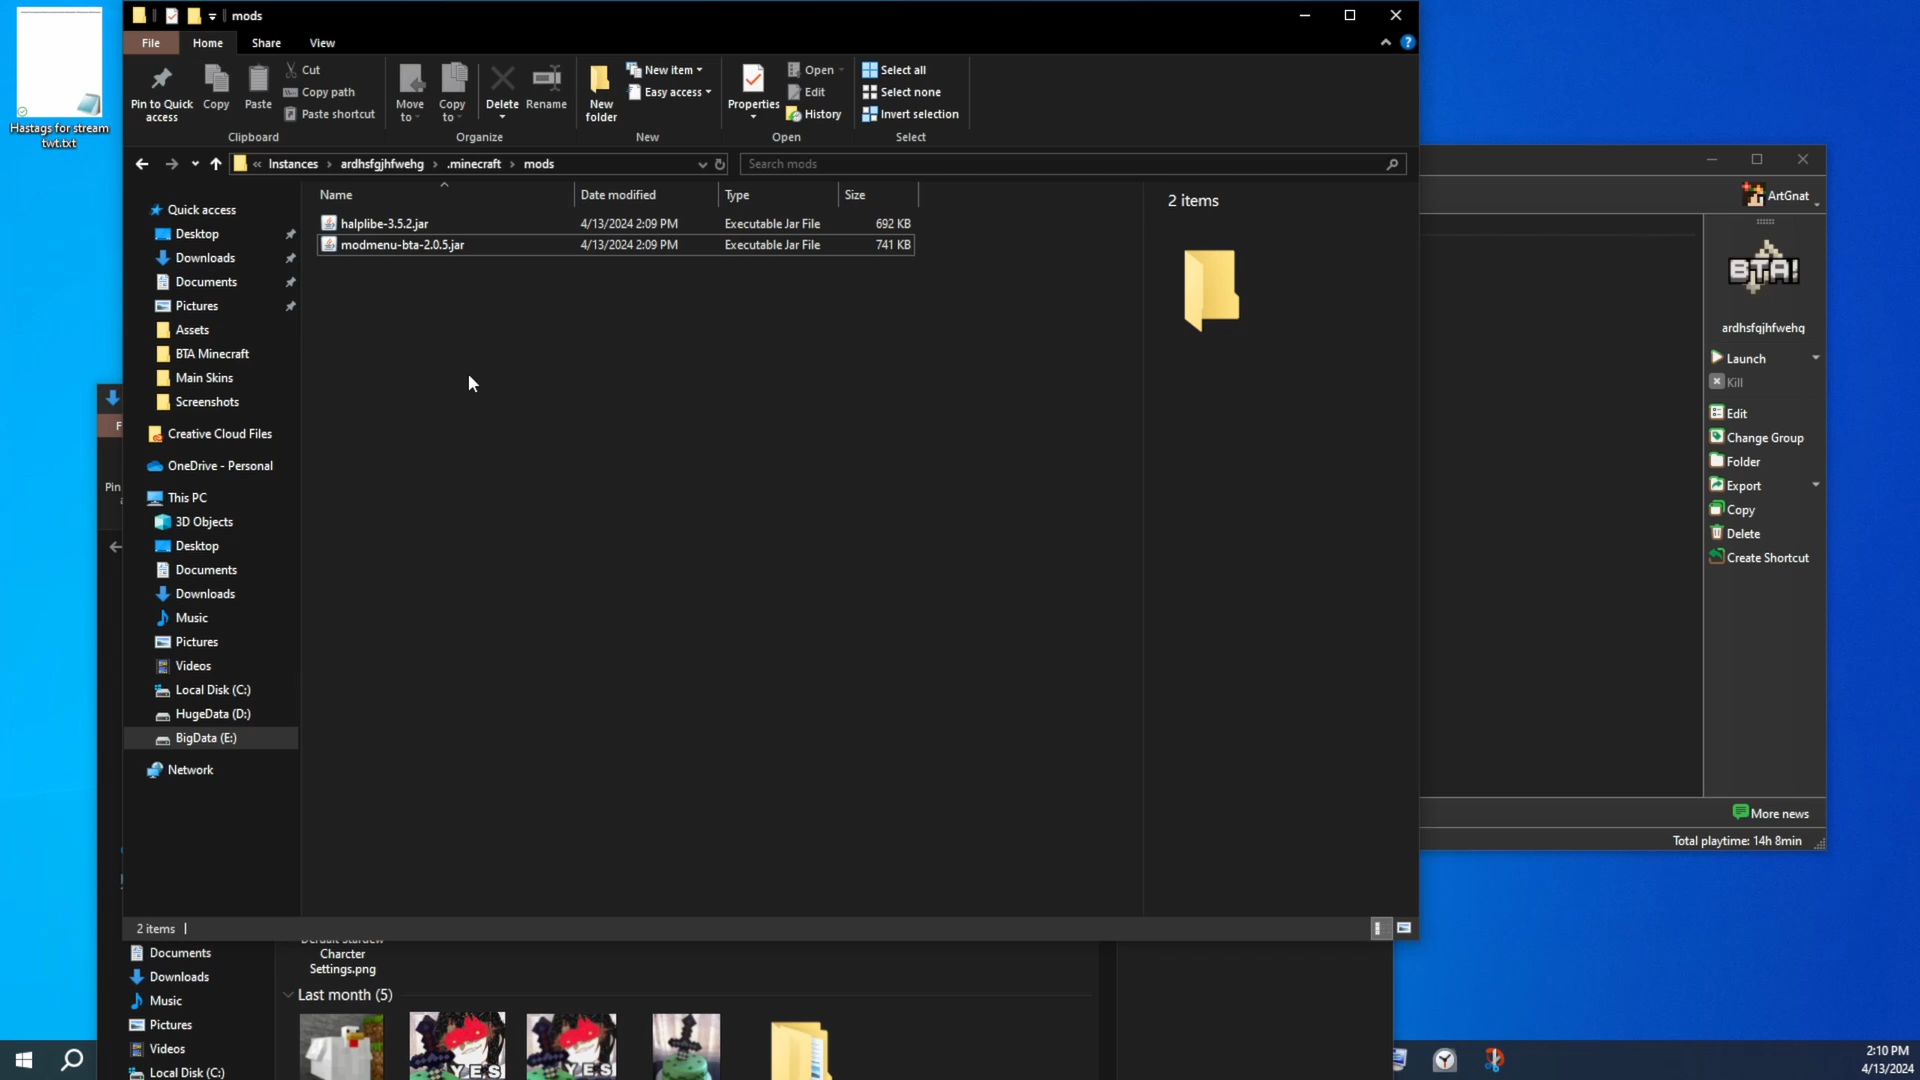 Hastags for stream
twt.txt
mods
File
Home
Share
View
Pin to Quick
access
Copy
Paste
Cut
Copy path
Paste shortcut
Clipboard
Move
to
Copy
to
Delete
Rename
Organize
New
folder
New item
Easy access
New
Properties
Open
Edit
History
Open
Select all
Select none
Invert selection
Select
« Instances › ardhsfgjhfwehg › .minecraft › mods
Search mods
Name
Date modified
Type
Size
halplibe-3.5.2.jar
4/13/2024 2:09 PM
Executable Jar File
692 KB
modmenu-bta-2.0.5.jar
4/13/2024 2:09 PM
Executable Jar File
741 KB
2 items
Quick access
Desktop
Downloads
Documents
Pictures
Assets
BTA Minecraft
Main Skins
Screenshots
Creative Cloud Files
OneDrive - Personal
This PC
3D Objects
Desktop
Documents
Downloads
Music
Pictures
Videos
Local Disk (C:)
HugeData (D:)
BigData (E:)
Network
2 items
F
Pin
ArtGnat
BTA!
ardhsfqjhfwehq
Launch
Kill
Edit
Change Group
Folder
Export
Copy
Delete
Create Shortcut
More news
Total playtime: 14h 8min
Documents
Downloads
Music
Pictures
Videos
Local Disk (C:)
Default Stardew
Charcter
Settings.png
Last month (5)
YES
YES
2:10 PM
4/13/2024